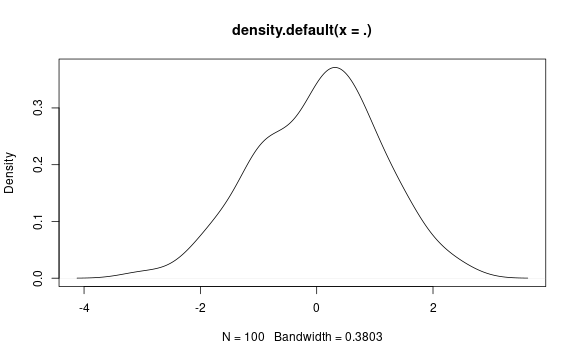 density.default(x = .)
Density
0.3
0.2
0.1
0.0
-4 -2 0 2
N = 100 Bandwidth = 0.3803